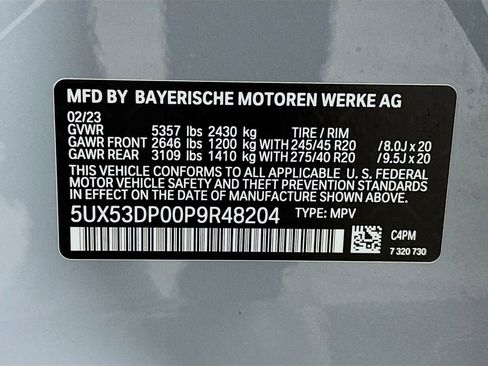 MFD BY BAYERISCHE MOTOREN WERKE AG
02/23
GVWR 5357 lbs 2430 kg TIRE / RIM
GAWR FRONT 2646 lbs 1200 kg WITH 245/45 R20 /8.0J x 20
GAWR REAR 3109 lbs 1410 kg WITH 275/40 R20 /9.5J x 20
THIS VEHICLE CONFORMS TO ALL APPLICABLE U. S. FEDERAL
MOTOR VEHICLE SAFETY AND THEFT PREVENTION STANDARDS
IN EFFECT ON THE DATE OF MANUFACTURE SHOWN ABOVE.
5UX53DP00P9R48204 TYPE: MPV
C4PM
7 320 730